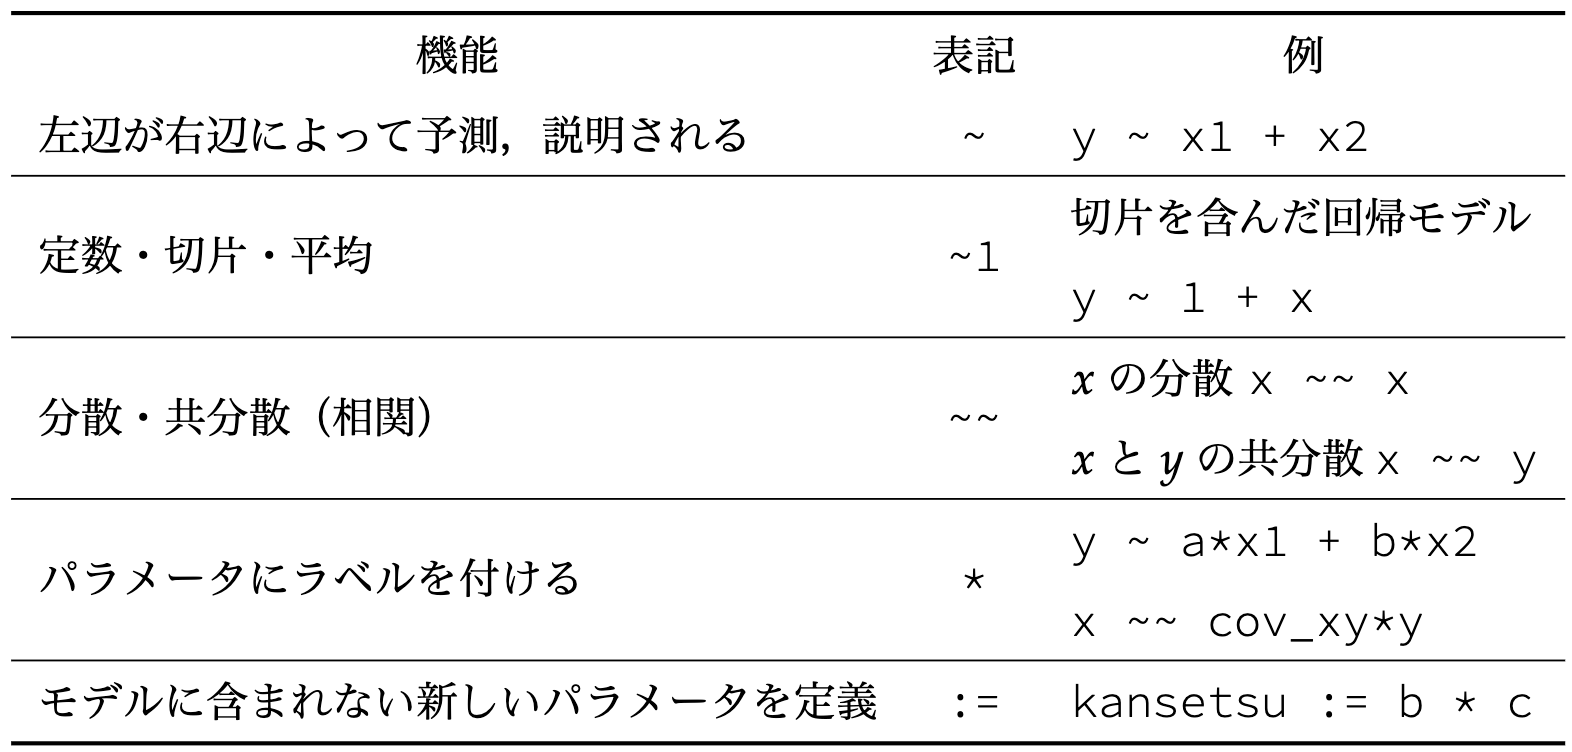 機能 表記 例
左辺が右辺によって予測，説明される ~ y ~ x1 + x2
切片を含んだ回帰モデル
定数・切片・平均 ~1
y ~ 1 + x
x の分散 x ~~ x
分散・共分散（相関） ~~
x と y の共分散 x ~~ y
y ~ a*x1 + b*x2
パラメータにラベルを付ける *
x ~~ cov_xy*y
モデルに含まれない新しいパラメータを定義 := kansetsu := b * c